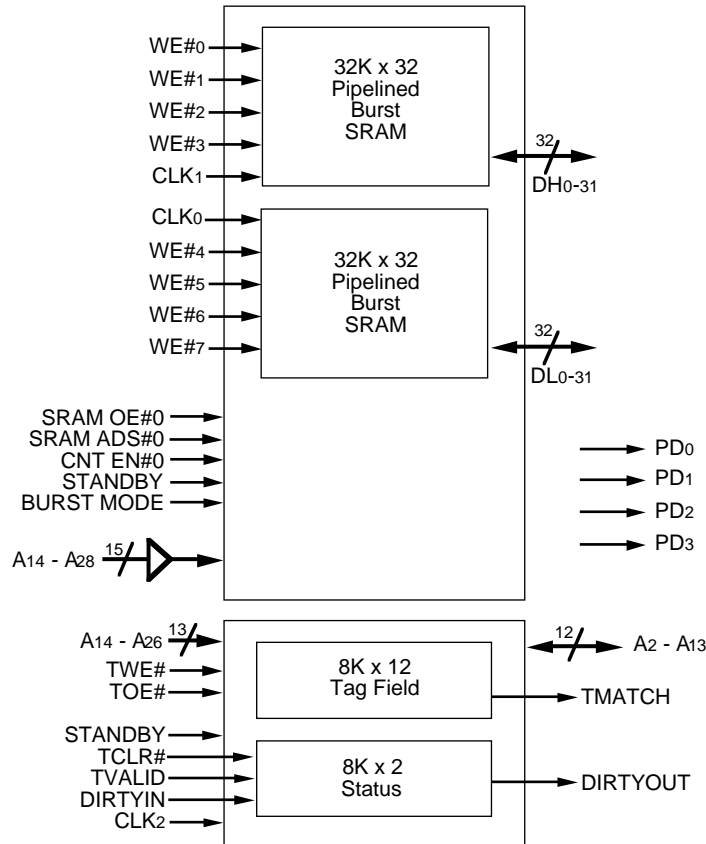 WE#0
WE#1
WE#2
WE#3
CLK1
32K x 32
Pipelined
Burst
SRAM
32
DH0-31
CLK0
WE#4
WE#5
WE#6
WE#7
32K x 32
Pipelined
Burst
SRAM
32
DL0-31
SRAM OE#0
SRAM ADS#0
CNT EN#0
STANDBY
BURST MODE
A14 - A28
15
PD0
PD1
PD2
PD3
A14 - A26
13
TWE#
TOE#
8K x 12
Tag Field
12
A2 - A13
TMATCH
STANDBY
TCLR#
TVALID
DIRTYIN
CLK2
8K x 2
Status
DIRTYOUT